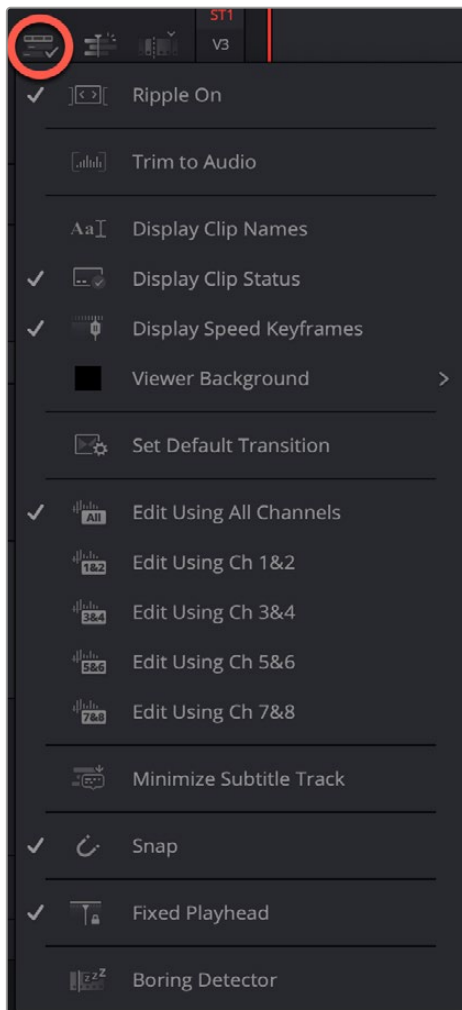 ST1
V3
Ripple On
Trim to Audio
AaI Display Clip Names
Display Clip Status
Display Speed Keyframes
Viewer Background
Set Default Transition
All Edit Using All Channels
1&2 Edit Using Ch 1&2
3&4 Edit Using Ch 3&4
5&6 Edit Using Ch 5&6
7&8 Edit Using Ch 7&8
Minimize Subtitle Track
Snap
Fixed Playhead
zzZ Boring Detector